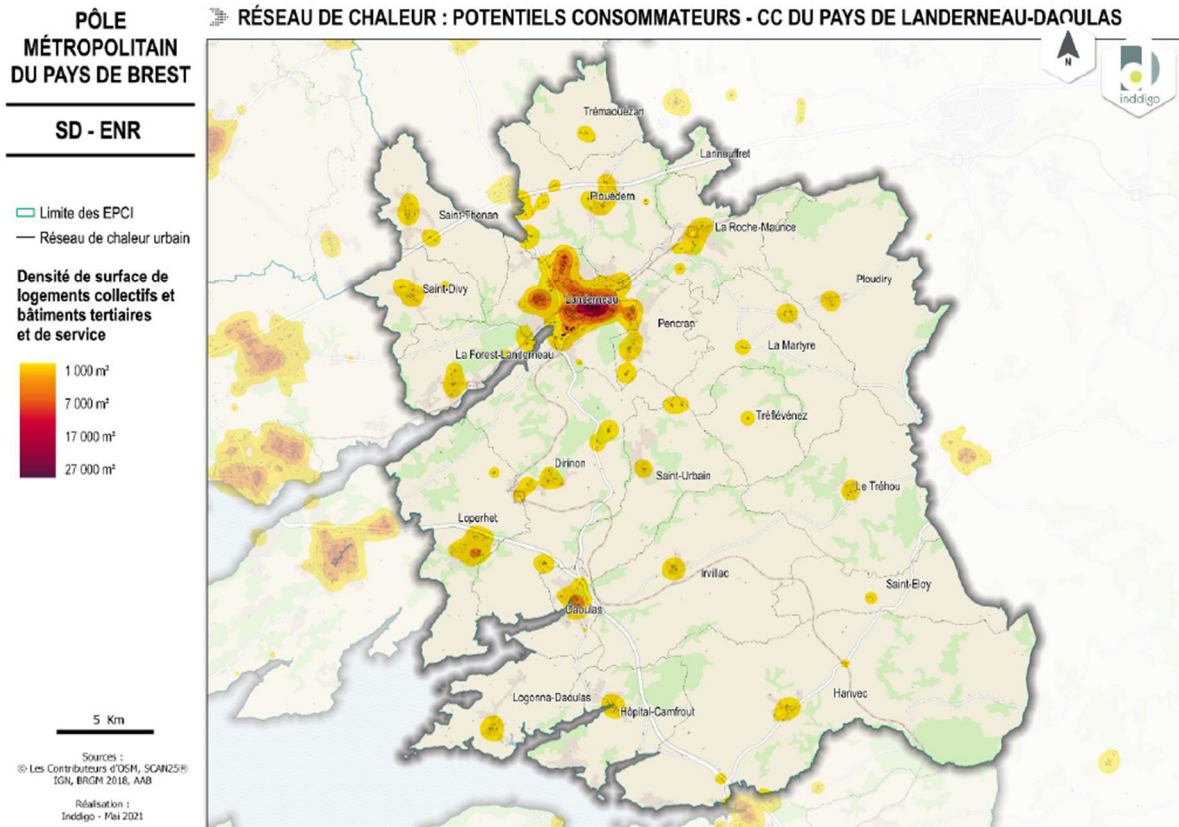 PÔLE
MÉTROPOLITAIN
DU PAYS DE BREST
SD - ENR
Limite des EPCI
Réseau de chaleur urbain
Densité de surface de
logements collectifs et
bâtiments tertiaires
et de service
1 000 m²
7 000 m²
17 000 m²
27 000 m²
5 Km
Sources :
© Les Contributeurs d'OSM, SCAN25®
IGN, BRGM 2018, AAB
Réalisation :
Inddigo - Mai 2021
RÉSEAU DE CHALEUR : POTENTIELS CONSOMMATEURS - CC DU PAYS DE LANDERNEAU-DAOULAS
N
inddigo
Trémaouézan
Lanneuffret
Plouédern
Saint-Thonan
La Roche-Maurice
Ploudiry
Saint-Divy
Landerneau
Pencran
La Martyre
La Forest-Landerneau
Tréflévénez
Dirinon
Saint-Urbain
Le Tréhou
Loperhet
Irvillac
Saint-Eloy
Daoulas
Logonna-Daoulas
Hôpital-Camfrout
Hanvec